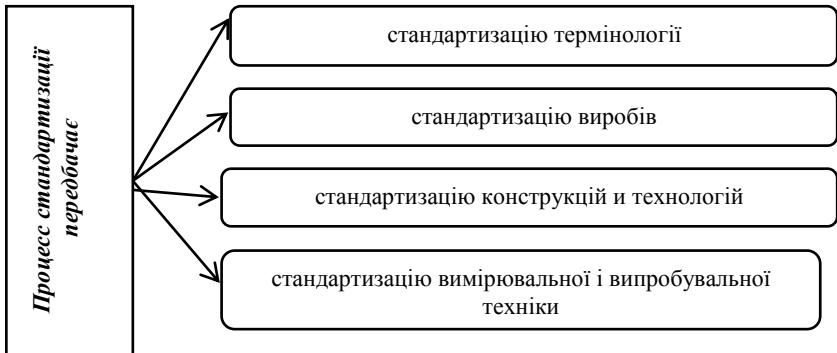 Процесс стандартизації
передбачає
стандартизацію термінології
стандартизацію виробів
стандартизацію конструкцій и технологій
стандартизацію вимірювальної і випробувальної
техніки